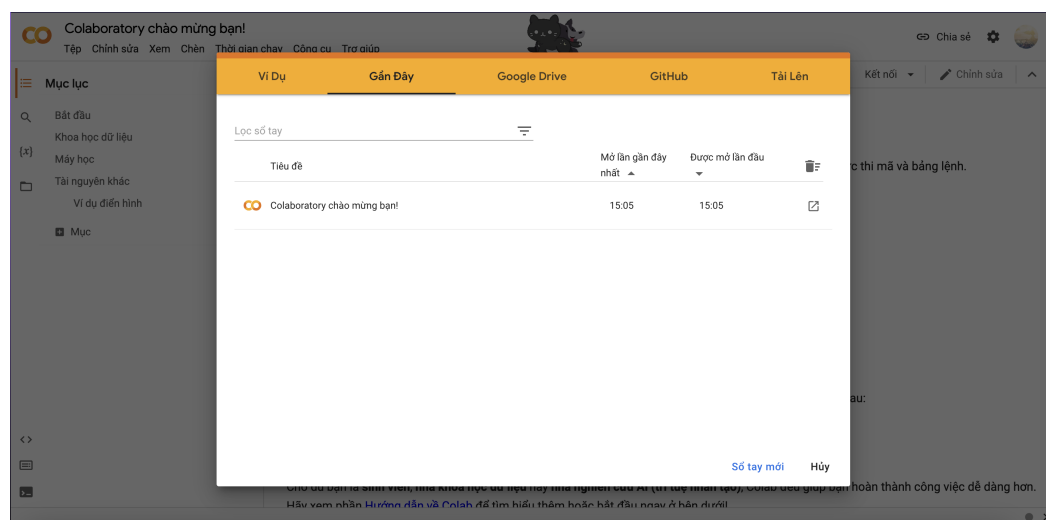 Colaboratory chào mừng bạn!
Tệp Chỉnh sửa Xem Chèn Thời gian chạy Công cụ Trợ giúp
Chia sẻ
Mục lục
Bắt đầu
Khoa học dữ liệu
Máy học
Tài nguyên khác
Ví dụ điển hình
Mục
Ví Dụ Gần Đây Google Drive GitHub Tải Lên
Kết nối Chỉnh sửa
Lọc sổ tay
Tiêu đề
Mở lần gần đây
nhất
Được mở lần đầu
thi mã và bảng lệnh.
Colaboratory chào mừng bạn! 15:05 15:05
Sổ tay mới Hủy
hoàn thành công việc dễ dàng hơn.
Hãy xem phần Hướng dẫn về Colab để tìm hiểu thêm hoặc bắt đầu ngay ở bên dưới!